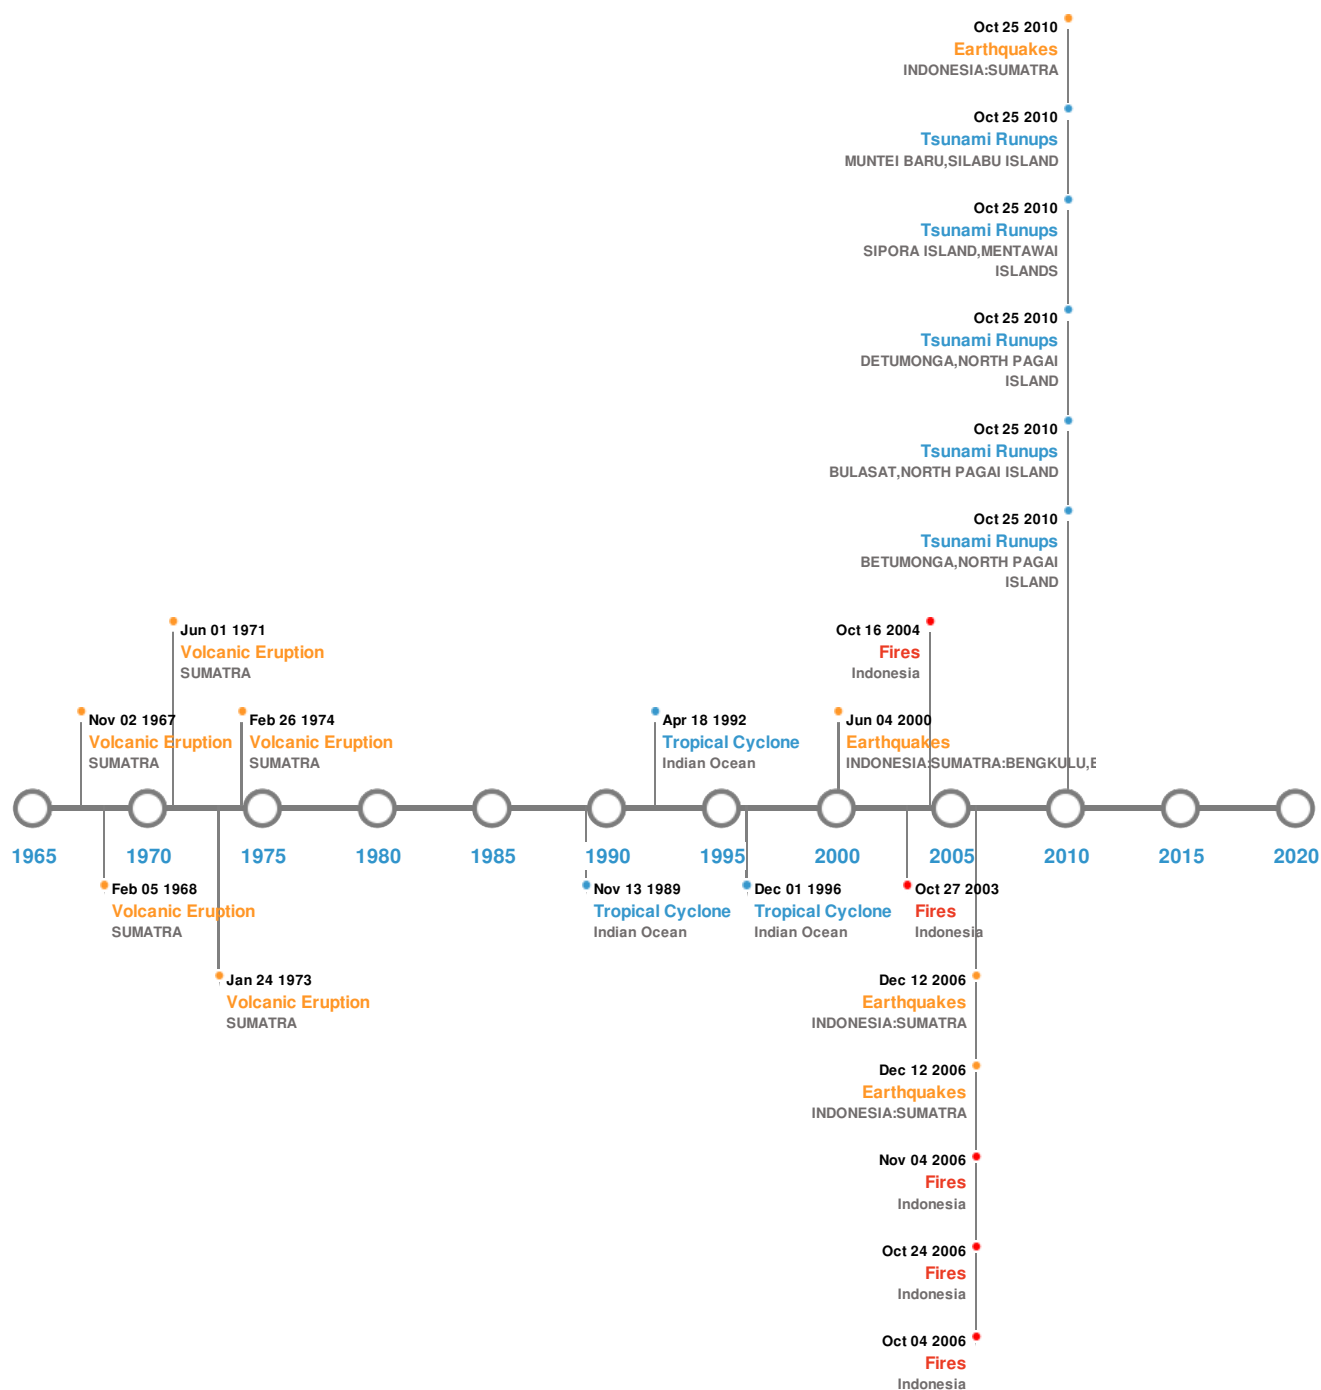 Oct 25 2010
Earthquakes
INDONESIA:SUMATRA
Oct 25 2010
Tsunami Runups
MUNTEI BARU,SILABU ISLAND
Oct 25 2010
Tsunami Runups
SIPORA ISLAND,MENTAWAI
ISLANDS
Oct 25 2010
Tsunami Runups
DETUMONGA,NORTH PAGAI
ISLAND
Oct 25 2010
Tsunami Runups
BULASAT,NORTH PAGAI ISLAND
Oct 25 2010
Tsunami Runups
BETUMONGA,NORTH PAGAI
ISLAND
Jun 01 1971
Volcanic Eruption
SUMATRA
Oct 16 2004
Fires
Indonesia
Nov 02 1967
Volcanic Eruption
SUMATRA
Feb 26 1974
Volcanic Eruption
SUMATRA
Apr 18 1992
Tropical Cyclone
Indian Ocean
Jun 04 2000
Earthquakes
INDONESIA:SUMATRA:BENGKULU,E
1965 1970 1975 1980 1985 1990 1995 2000 2005 2010 2015 2020
Feb 05 1968
Volcanic Eruption
SUMATRA
Nov 13 1989
Tropical Cyclone
Indian Ocean
Dec 01 1996
Tropical Cyclone
Indian Ocean
Oct 27 2003
Fires
Indonesia
Jan 24 1973
Volcanic Eruption
SUMATRA
Dec 12 2006
Earthquakes
INDONESIA:SUMATRA
Dec 12 2006
Earthquakes
INDONESIA:SUMATRA
Nov 04 2006
Fires
Indonesia
Oct 24 2006
Fires
Indonesia
Oct 04 2006
Fires
Indonesia